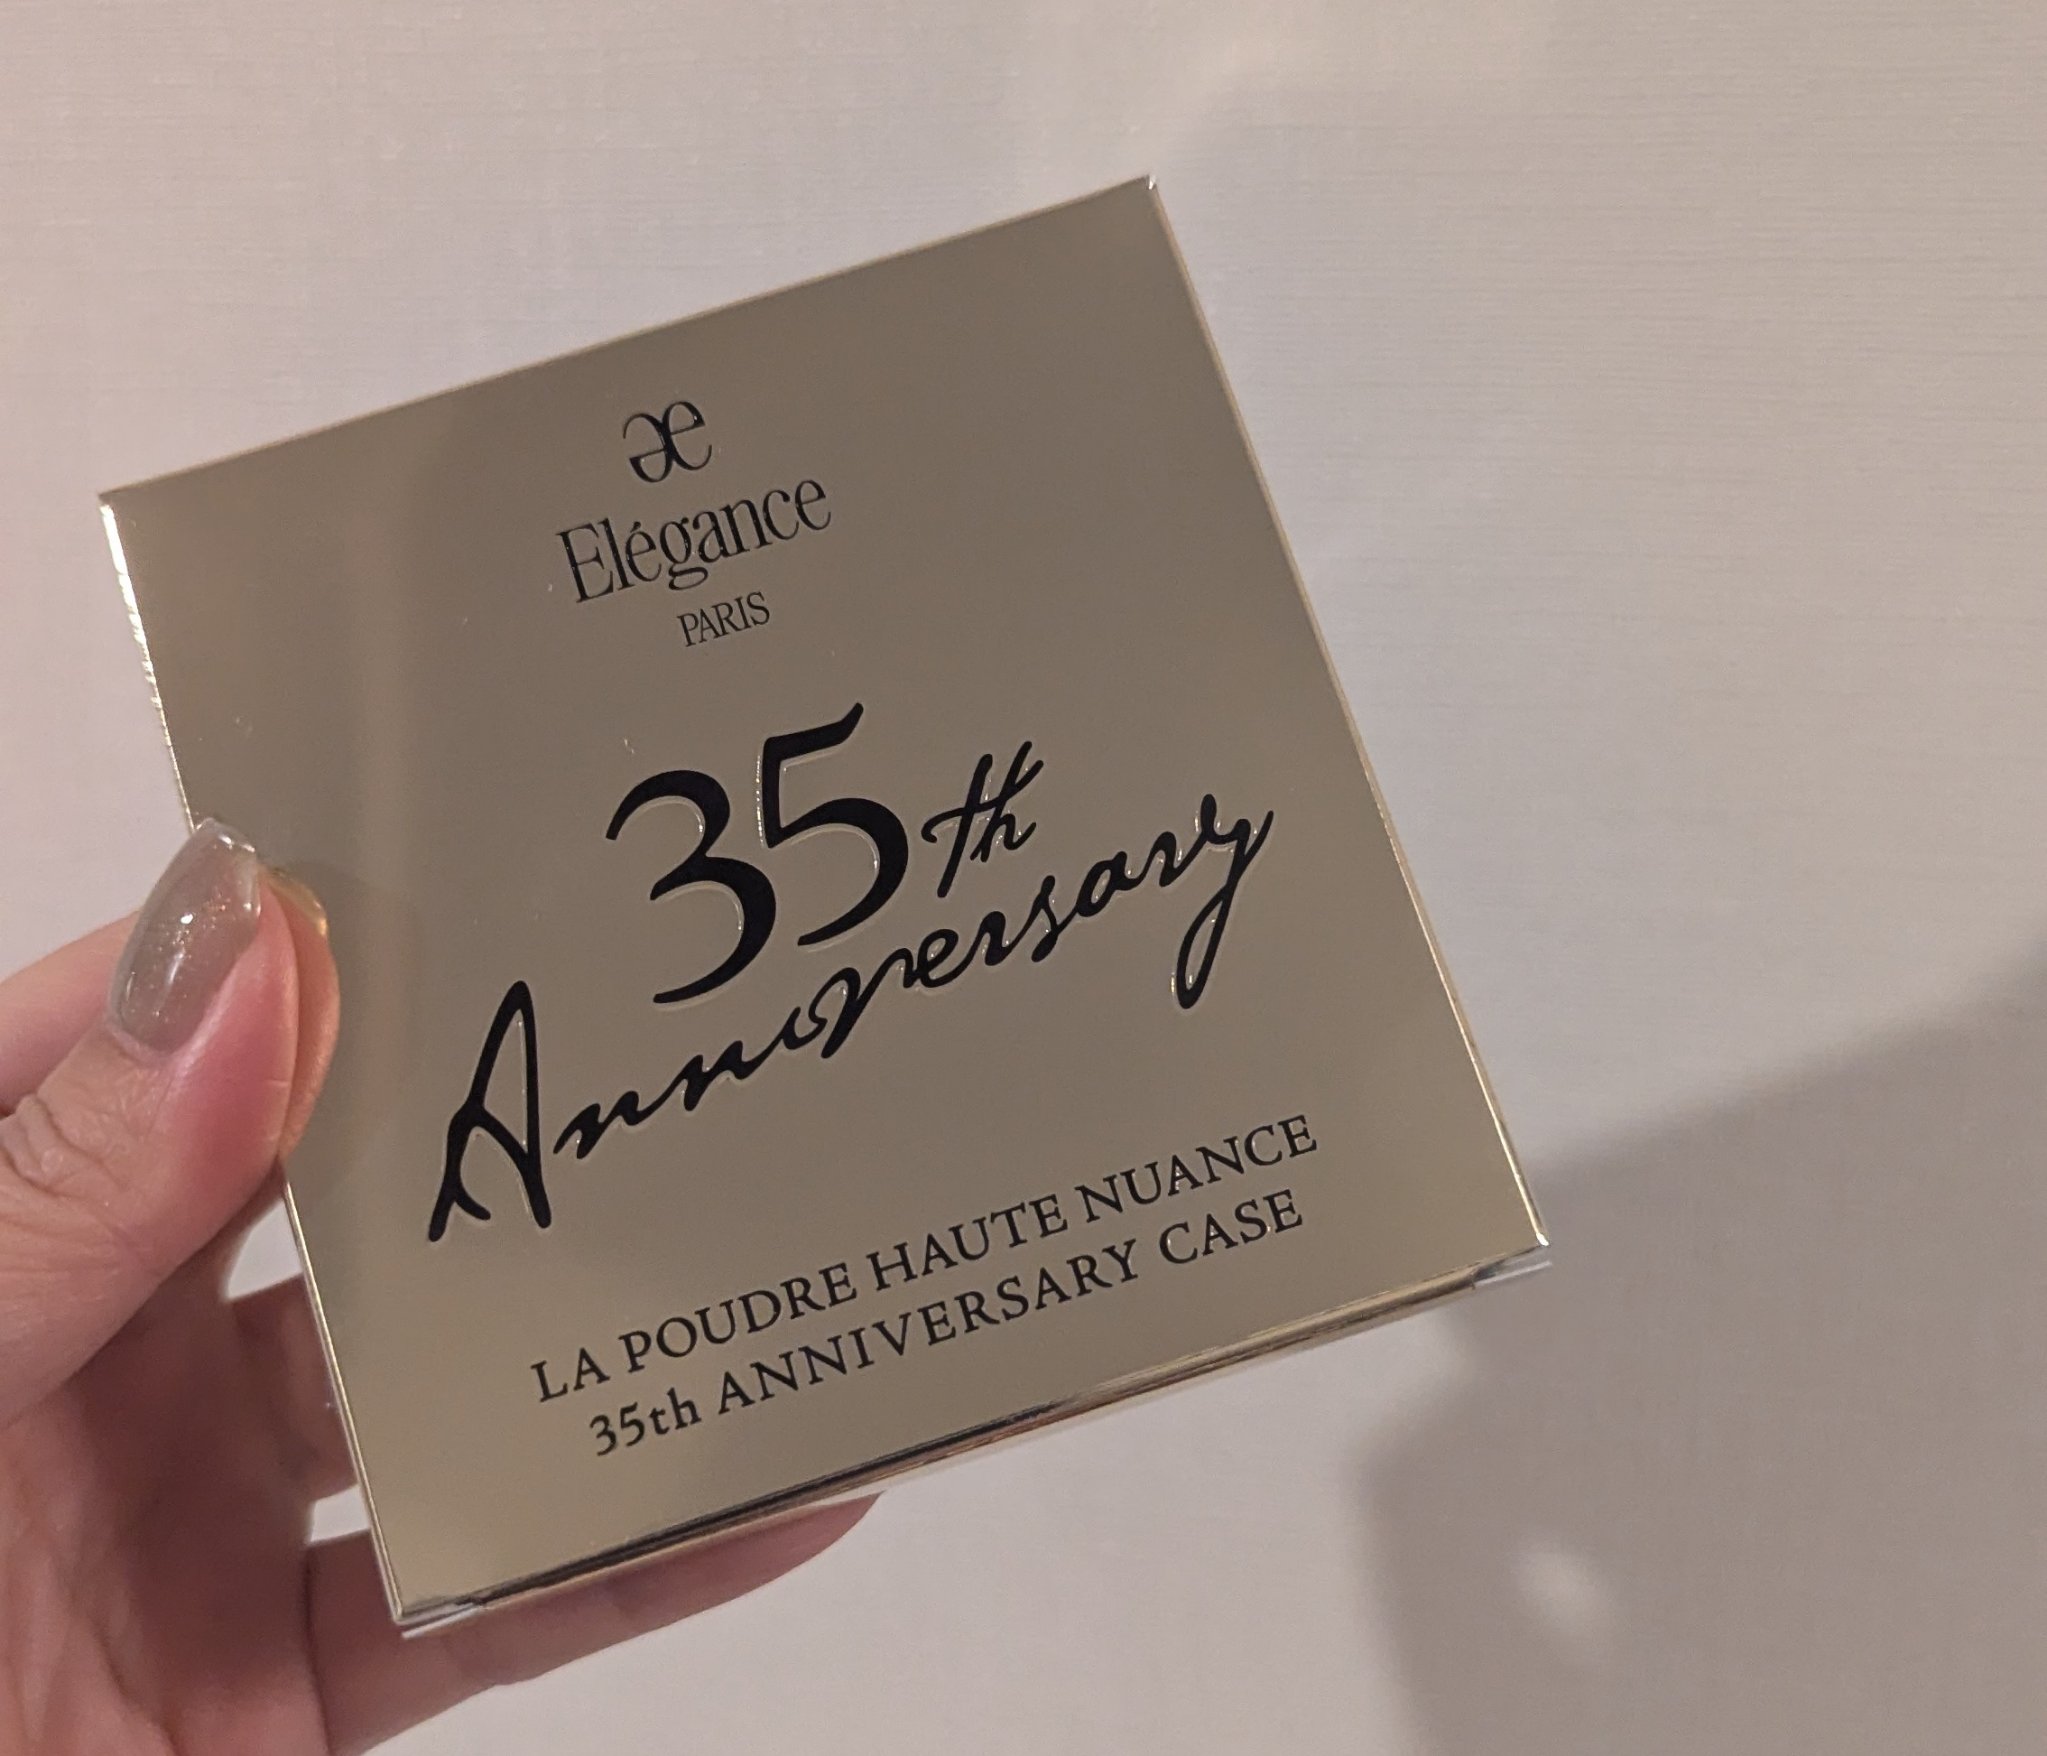 Elégance
PARIS
35th
Anniversary
LA POUDRE HAUTE NUANCE
35th ANNIVERSARY CASE